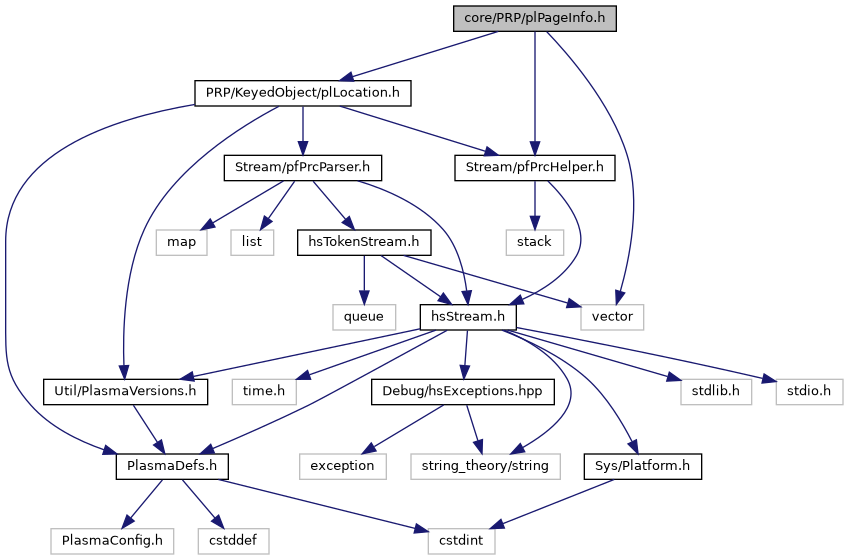 core/PRP/plPageInfo.h
PRP/KeyedObject/plLocation.h
Stream/pfPrcParser.h
Stream/pfPrcHelper.h
map
list
hsTokenStream.h
stack
queue
hsStream.h
vector
Util/PlasmaVersions.h
time.h
Debug/hsExceptions.hpp
stdlib.h
stdio.h
PlasmaDefs.h
exception
string_theory/string
Sys/Platform.h
PlasmaConfig.h
cstddef
cstdint